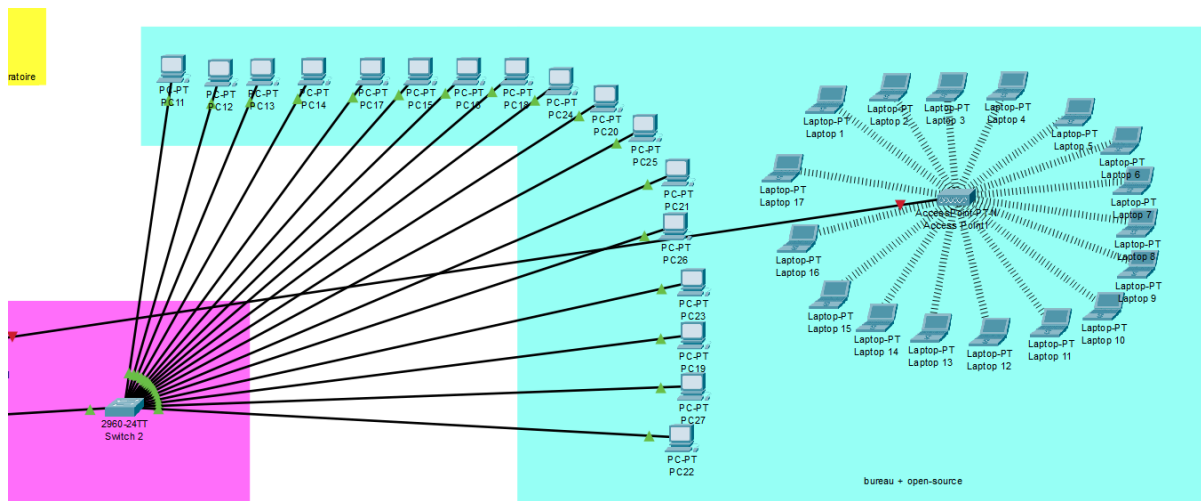 ratoire
PC-PT
PC11
PC-PT
PC12
PC-PT
PC13
PC-PT
PC14
PC-PT
PC17
PC-PT
PC15
PC-PT
PC-PT
PC18
PC-PT
PC24
PC-PT
PC20
PC-PT
PC25
PC-PT
PC21
PC-PT
PC26
PC-PT
PC23
PC-PT
PC19
PC-PT
PC27
PC-PT
PC22
2960-24TT
Switch 2
Laptop-PT
Laptop 1
Laptop-PT
Laptop 2
Laptop-PT
Laptop 3
Laptop-PT
Laptop 4
Laptop-PT
Laptop 5
Laptop-PT
Laptop 6
Laptop-PT
Laptop 7
Laptop-PT
Laptop 8
Laptop-PT
Laptop 9
Laptop-PT
Laptop 10
Laptop-PT
Laptop 11
Laptop-PT
Laptop 12
Laptop-PT
Laptop 13
Laptop-PT
Laptop 14
Laptop-PT
Laptop 15
Laptop-PT
Laptop 16
Laptop-PT
Laptop 17
AccessPoint-PT-N
Access Point1
bureau + open-source